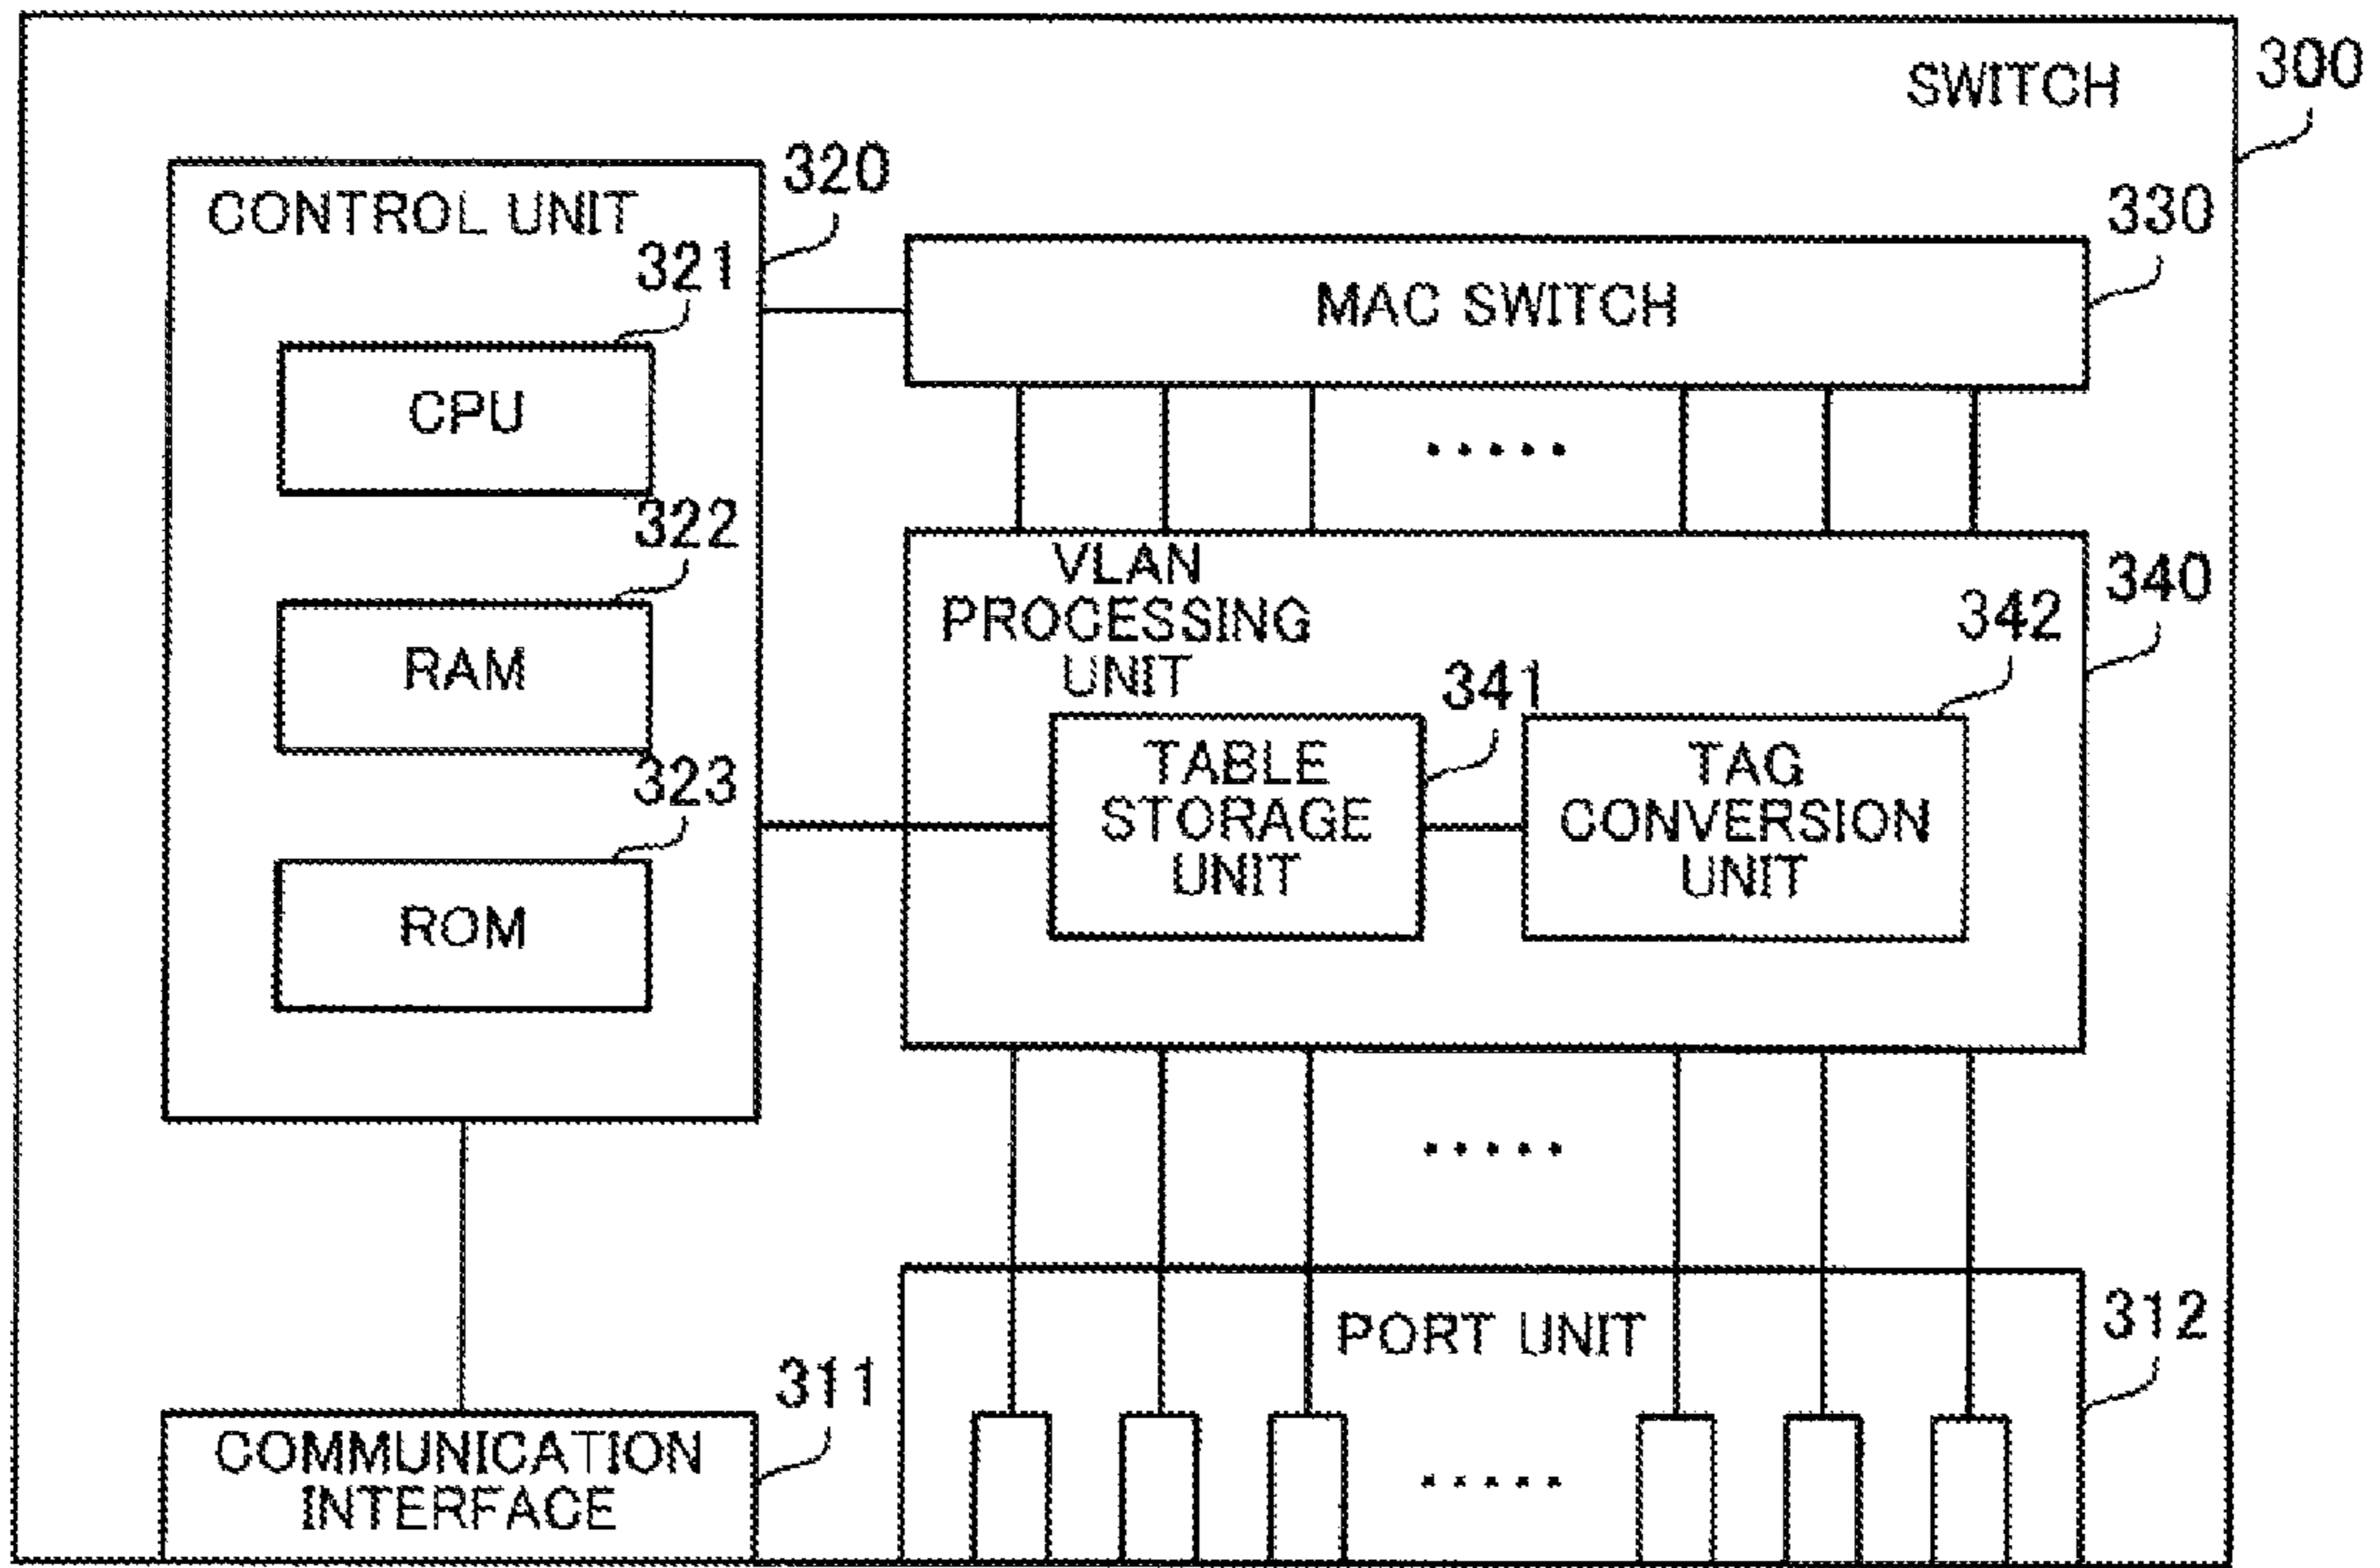 SWITCH
300
CONTROL UNIT
320
321
CPU
322
RAM
323
ROM
MAC SWITCH
330
.....
VLAN
PROCESSING
UNIT
340
341
TABLE
STORAGE
UNIT
342
TAG
CONVERSION
UNIT
.....
COMMUNICATION
INTERFACE
311
PORT UNIT
312
.....